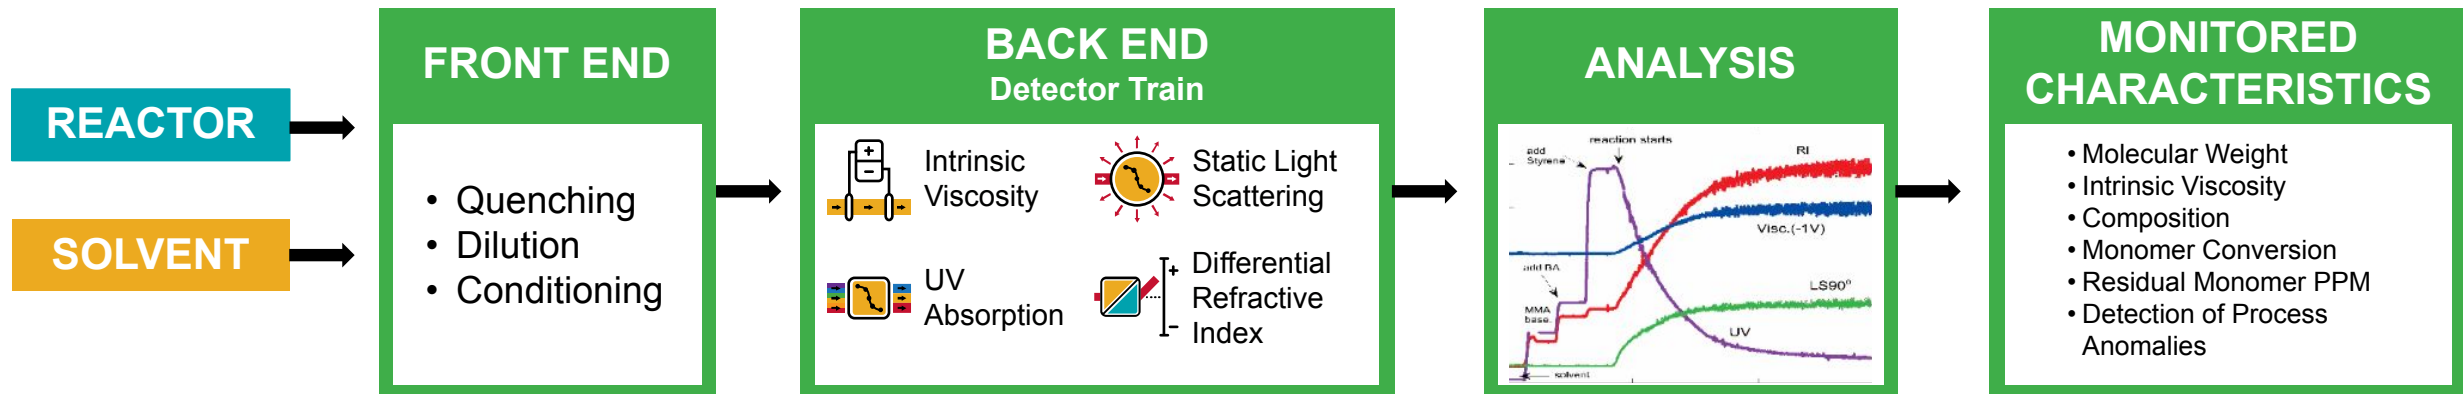 REACTOR
SOLVENT
FRONT END
• Quenching
• Dilution
• Conditioning
BACK END
Detector Train
Intrinsic
Viscosity
Static Light
Scattering
UV
Absorption
+
Differential
Refractive
Index
−
ANALYSIS
reaction starts
add
Styrene
RI
Visc.(-1V)
add BA
LS90°
MMA
base.
UV
solvent
MONITORED
CHARACTERISTICS
• Molecular Weight
• Intrinsic Viscosity
• Composition
• Monomer Conversion
• Residual Monomer PPM
• Detection of Process
Anomalies